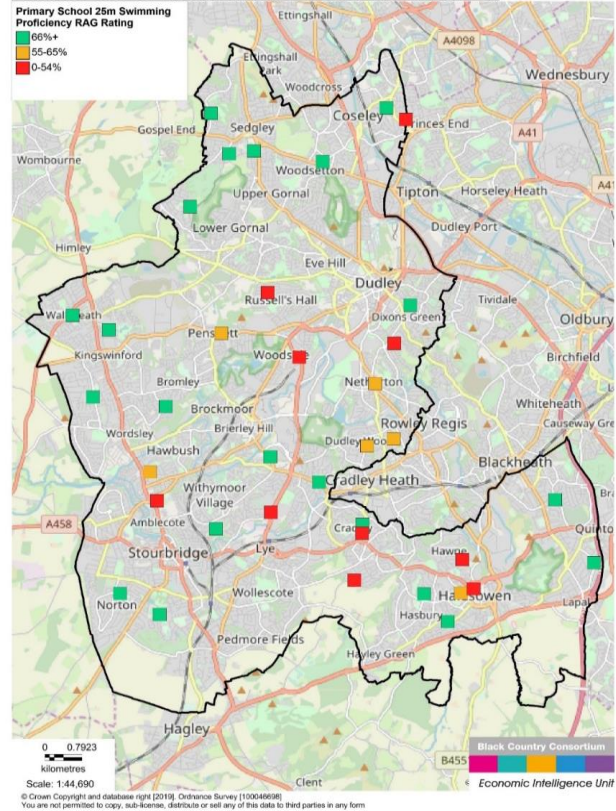 Primary School 25m Swimming
Proficiency RAG Rating
66%+
55-65%
0-54%
Ettingshall
A4098
Ettingshall
Park
Wednesbury
Woodcross
Coseley
Princes End
Gospel End
Sedgley
A41
Wombourne
Woodsetton
Upper Gornal
Tipton
Horseley Heath
A41
Lower Gornal
Dudley Port
Himley
Eve Hill
Dudley
Russell's Hall
Tividale
Dixons Green
Oldbury
Kingswinford
Woods
Birchfield
Bromley
Netherton
Brockmoor
Whiteheath
Rowley Regis
Causeway Gre
Wordsley
Brierley Hill
Dudley Wood
Hawbush
Blackheath
Withymoor
Village
Cradley Heath
A458
Amblecote
Quinto
Stourbridge
Lye
Hawne
Norton
Wollescote
Halesowen
Hasbury
Lapal
Pedmore Fields
Hayley Green
Hagley
0 0.7923
kilometres
Scale: 1:44,690
Clent
B455
Black Country Consortium
Economic Intelligence Unit
© Crown Copyright and database right [2019]. Ordnance Survey [100046698]
You are not permitted to copy, sub-license, distribute or sell any of this data to third parties in any form